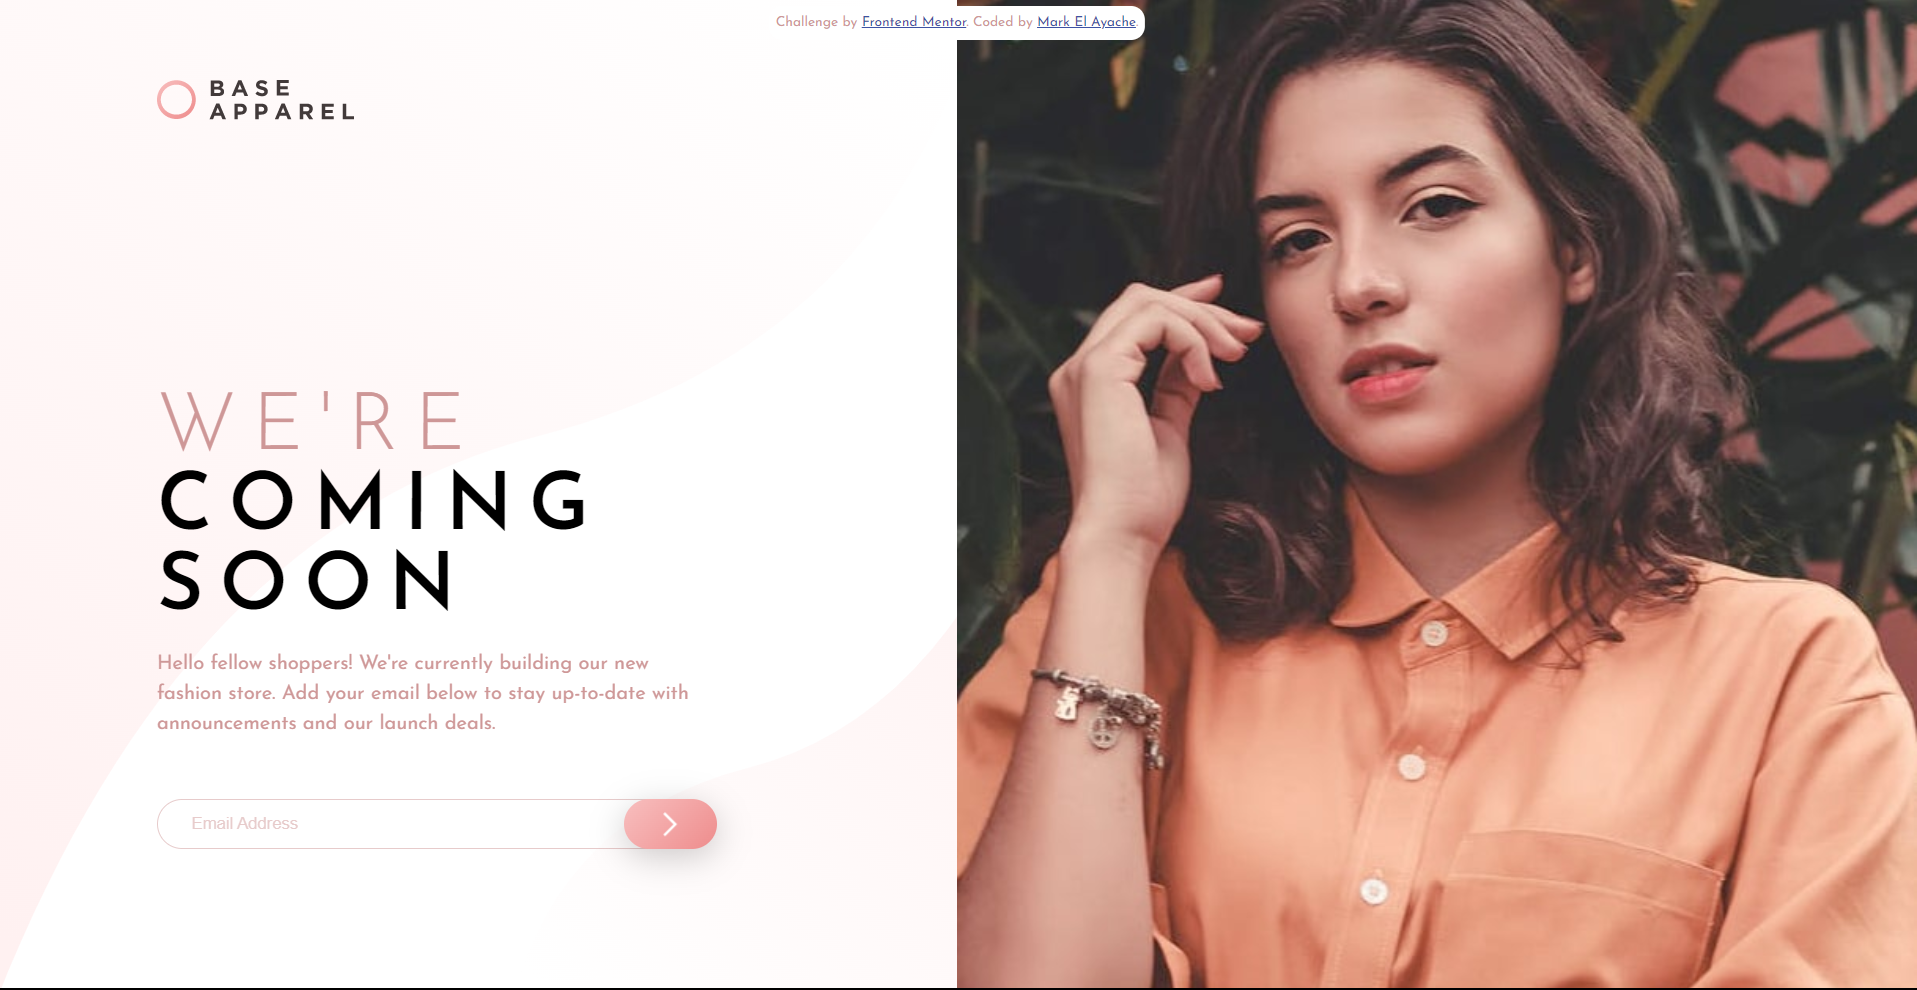 Challenge by Frontend Mentor. Coded by Mark El Ayache.
BASE
APPAREL
WE'RE
COMING
SOON
Hello fellow shoppers! We're currently building our new
fashion store. Add your email below to stay up-to-date with
announcements and our launch deals.
Email Address